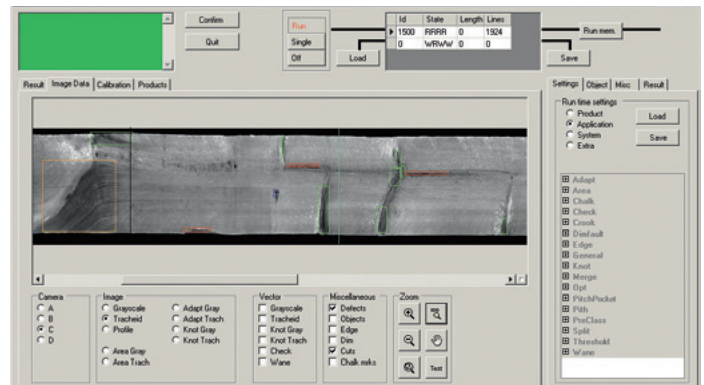 Confirm
Quit
Run
Single
Off
Load
Id State Length Lines
1500 RRRR 0 1924
0 WRWW 0 0
Run mem.
Save
Result Image Data Calibration Products
Settings Object Misc Result
Run time settings
Product
Application
System
Extra
Load
Save
Adapt
Area
Chalk
Check
Crook
Dimfault
Edge
General
Knot
Merge
Opt
PitchPocket
Pith
PreClass
Split
Threshold
Wane
Camera
A
B
C
D
Image
Grayscale
Tracheid
Profile
Area Gray
Area Trach
Adapt Gray
Adapt Trach
Knot Gray
Knot Trach
Vector
Grayscale
Tracheid
Knot Gray
Knot Trach
Check
Wane
Miscellaneous
Defects
Objects
Edge
Dim
Cuts
Chalk mrks
Zoom
Text